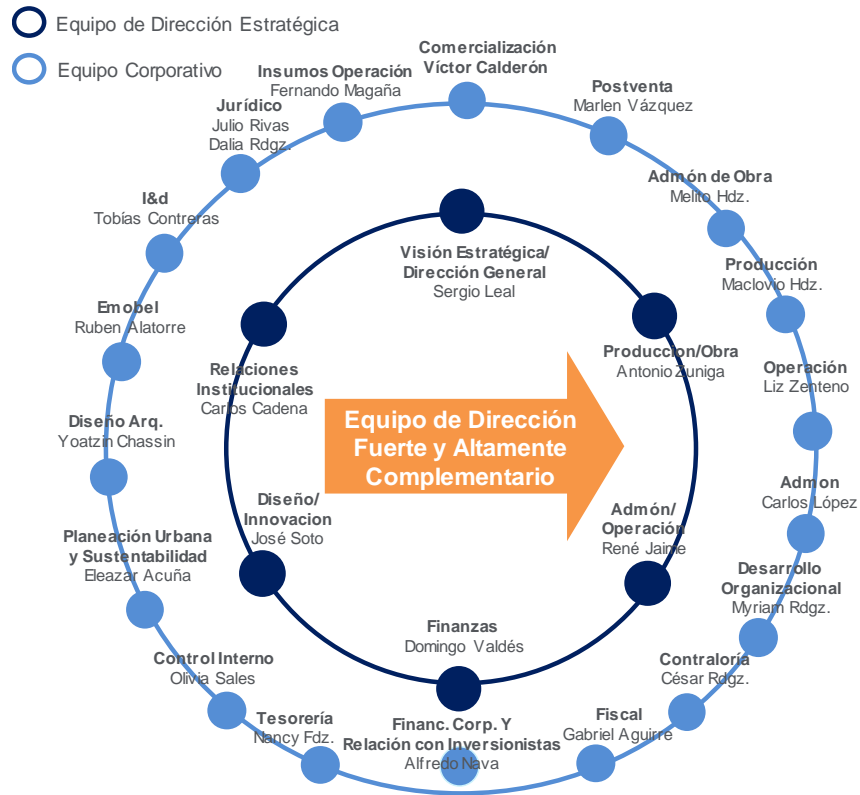 Equipo de Dirección Estratégica
Equipo Corporativo
Comercialización
Víctor Calderón
Insumos Operación
Fernando Magaña
Postventa
Marlen Vázquez
Jurídico
Julio Rivas
Dalia Rdgz.
Admón de Obra
Melito Hdz.
I&d
Tobías Contreras
Producción
Maclovio Hdz.
Visión Estratégica/
Dirección General
Sergio Leal
Emobel
Ruben Alatorre
Produccion/Obra
Antonio Zuniga
Relaciones
Institucionales
Carlos Cadena
Operación
Liz Zenteno
Equipo de Dirección
Fuerte y Altamente
Complementario
Diseño Arq.
Yoatzin Chassin
Admon
Carlos López
Diseño/
Innovacion
José Soto
Admón/
Operación
René Jaime
Planeación Urbana
y Sustentabilidad
Eleazar Acuña
Desarrollo
Organizacional
Myriam Rdgz.
Finanzas
Domingo Valdés
Control Interno
Olivia Sales
Contraloría
César Rdgz.
Tesorería
Nancy Fdz.
Financ. Corp. Y
Relación con Inversionistas
Alfredo Nava
Fiscal
Gabriel Aguirre